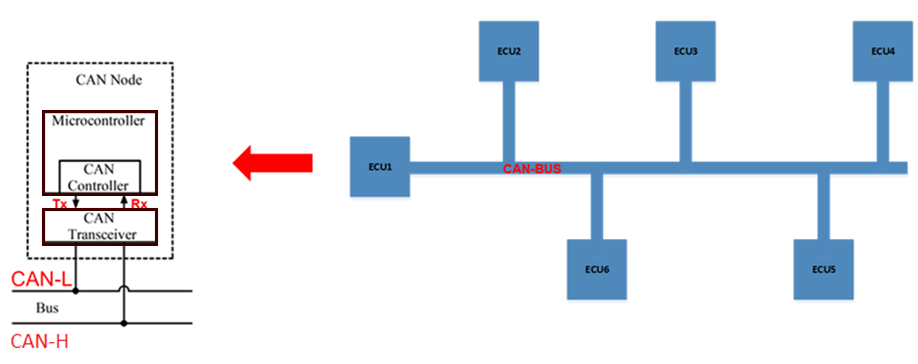 CAN Node
Microcontroller
CAN
Controller
Tx
Rx
CAN
Transceiver
CAN-L
Bus
CAN-H
ECU2
ECU3
ECU4
ECU1
CAN-BUS
ECU6
ECU5